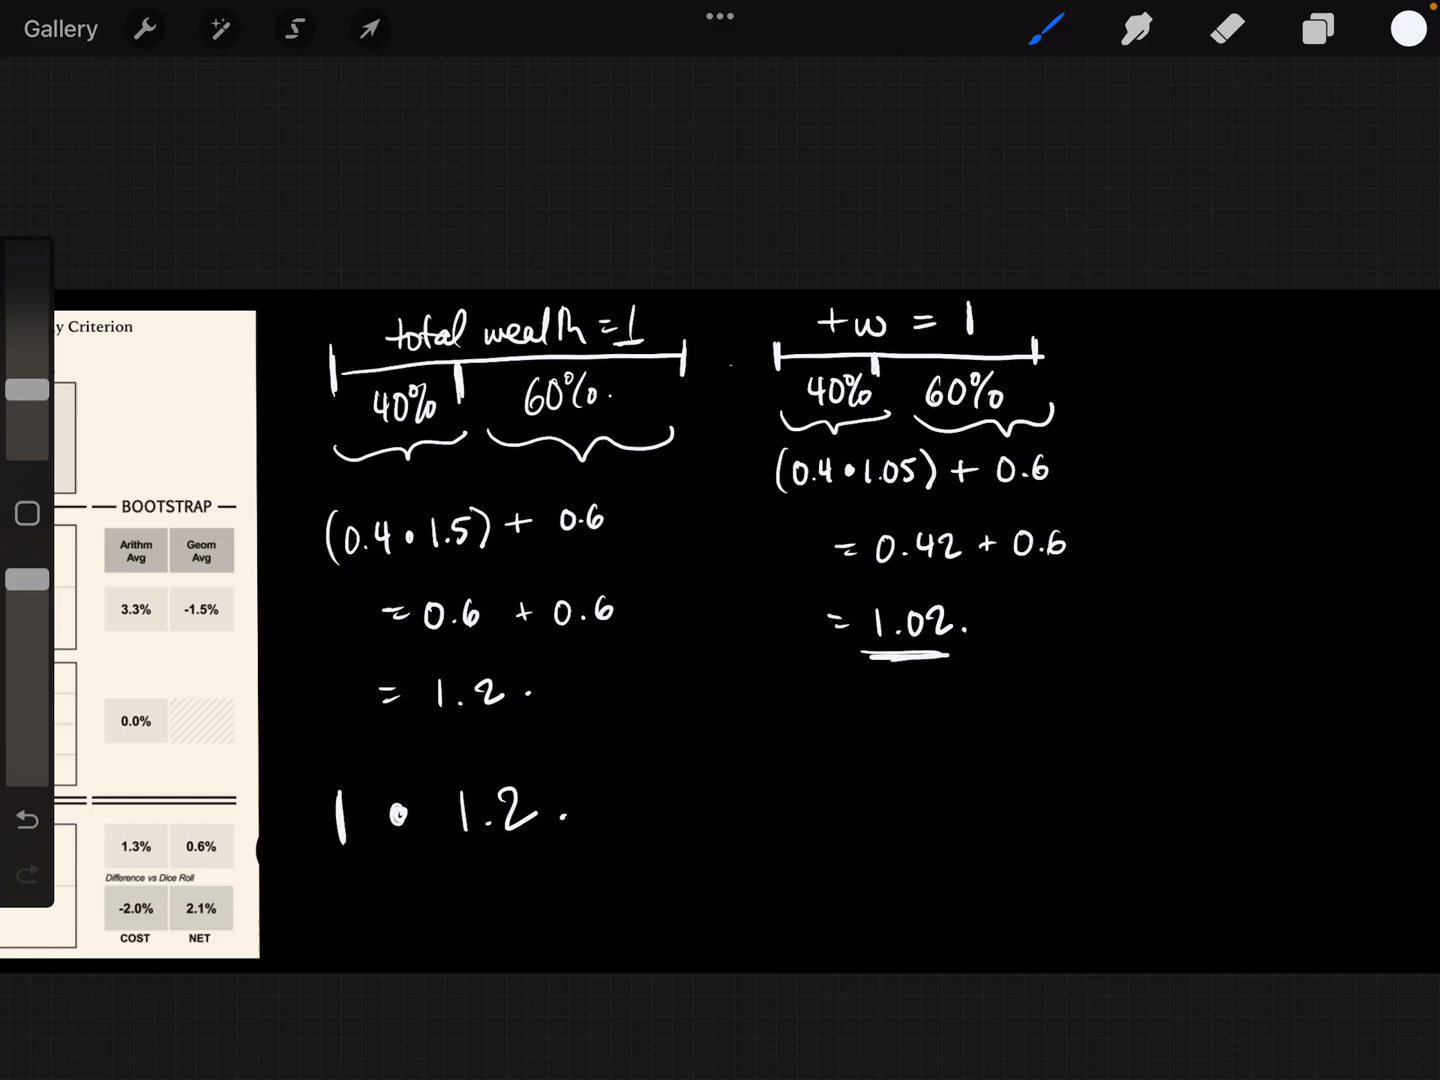 Gallery
y Criterion
BOOTSTRAP
Arithm Avg
Geom Avg
3.3% -1.5%
0.0%
1.3% 0.6%
Difference vs Dice Roll
-2.0% 2.1%
COST NET
total wealth = 1
40% 60%.
(0.4 • 1.5) + 0.6
= 0.6 + 0.6
= 1.2 .
1 • 1.2 .
tw = 1
40% 60%
(0.4 • 1.05) + 0.6
= 0.42 + 0.6
= 1.02.